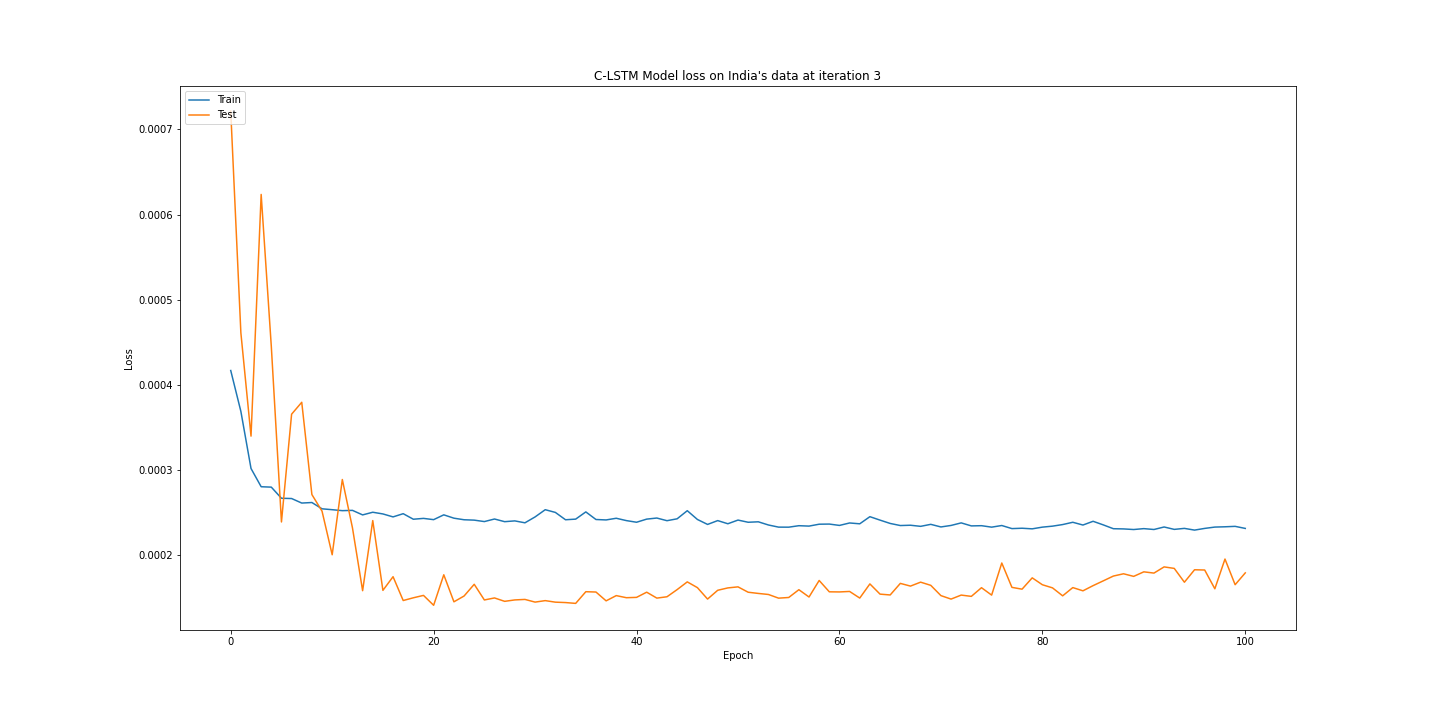 C-LSTM Model loss on India's data at iteration 3
Train
Test
0.0007
0.0006
0.0005
0.0004
0.0003
0.0002
Loss
0 20 40 60 80 100
Epoch